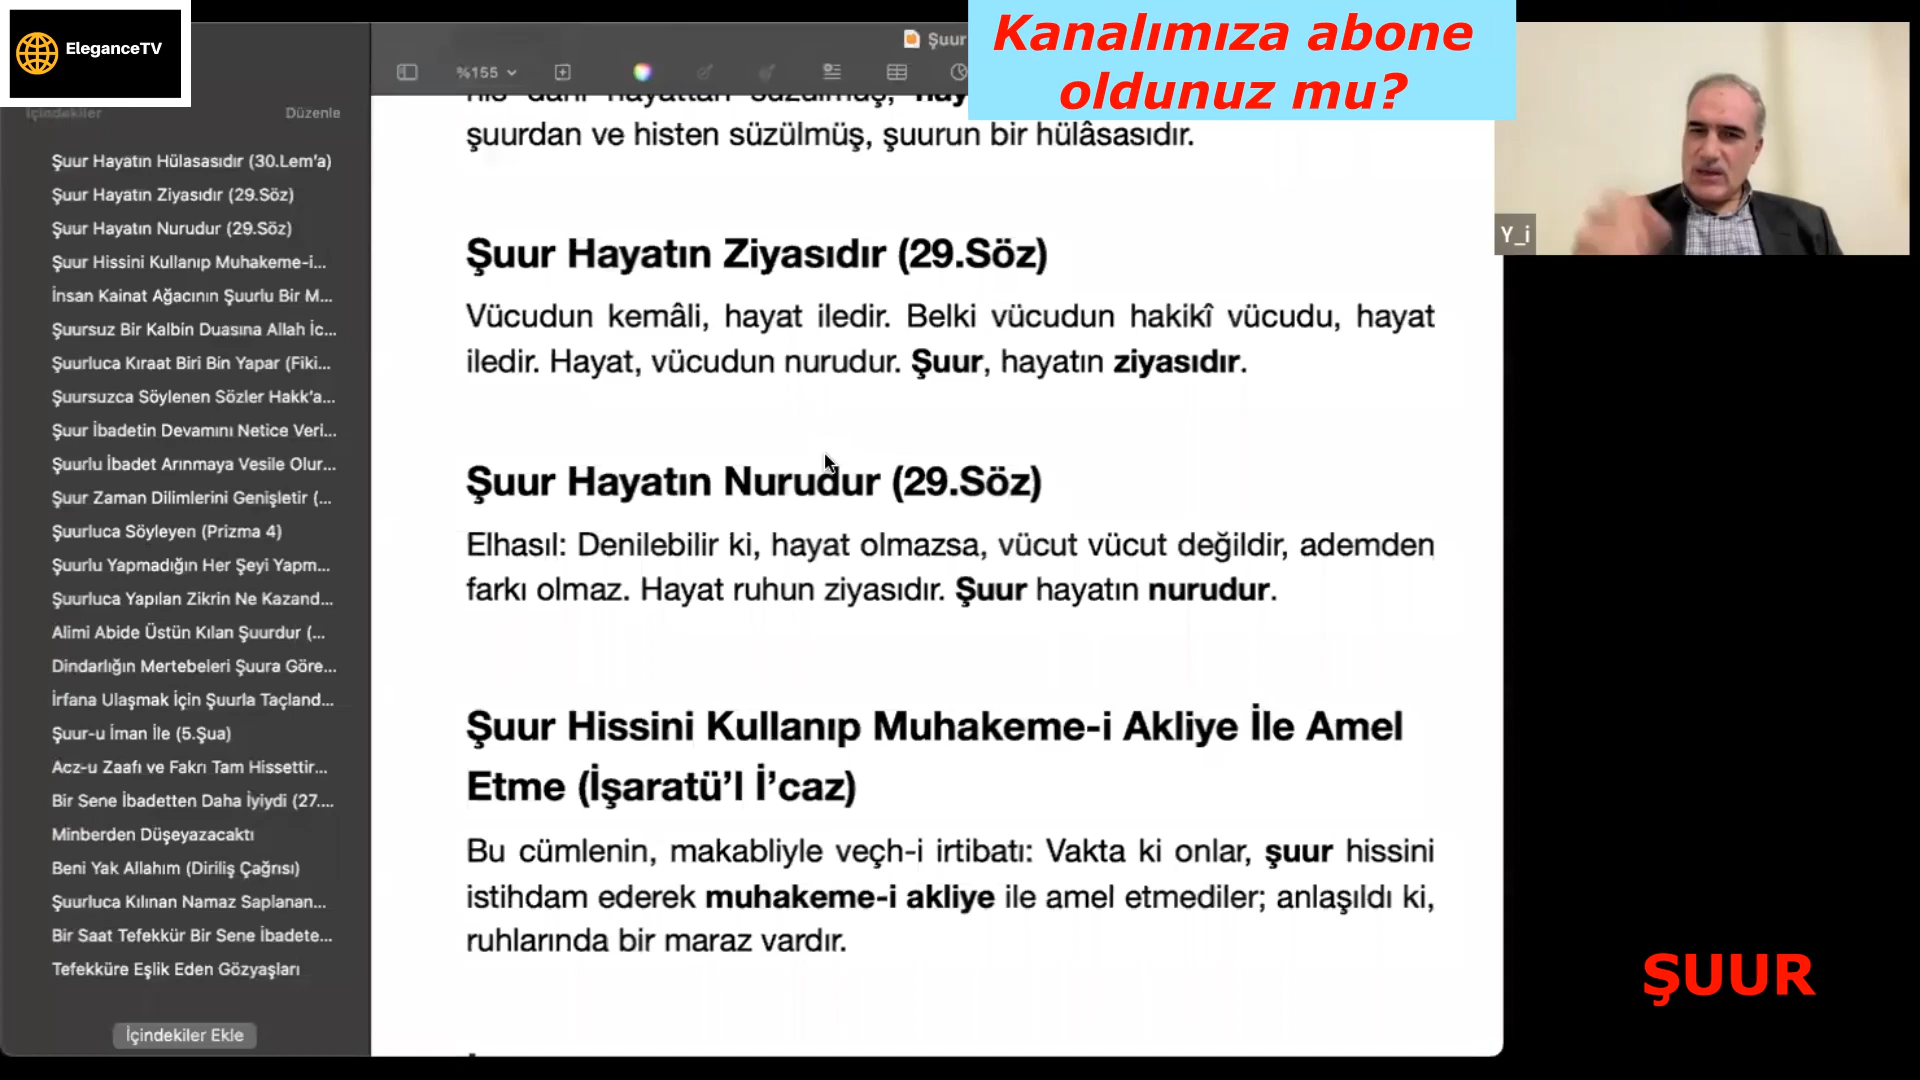 EleganceTV
Şuur
Kanalımıza abone
oldunuz mu?
%155
İçindekiler
Düzenle
Şuur Hayatın Hülasasıdır (30.Lem'a)
Şuur Hayatın Ziyasıdır (29.Söz)
Şuur Hayatın Nurudur (29.Söz)
Şuur Hissini Kullanıp Muhakeme-i...
İnsan Kainat Ağacının Şuurlu Bir M...
Şuursuz Bir Kalbin Duasına Allah İc...
Şuurluca Kıraat Biri Bin Yapar (Fiki...
Şuursuzca Söylenen Sözler Hakk'a...
Şuur İbadetin Devamını Netice Veri...
Şuurlu İbadet Arınmaya Vesile Olur...
Şuur Zaman Dilimlerini Genişletir (...
Şuurluca Söyleyen (Prizma 4)
Şuurlu Yapmadığın Her Şeyi Yapm...
Şuurluca Yapılan Zikrin Ne Kazand...
Alimi Abide Üstün Kılan Şuurdur (...
Dindarlığın Mertebeleri Şuura Göre...
İrfana Ulaşmak İçin Şuurla Taçland...
Şuur-u İman İle (5.Şua)
Acz-u Zaafı ve Fakrı Tam Hissettir...
Bir Sene İbadetten Daha İyiydi (27....
Minberden Düşeyazacaktı
Beni Yak Allahım (Diriliş Çağrısı)
Şuurluca Kılınan Namaz Saplanan...
Bir Saat Tefekkür Bir Sene İbadete...
Tefekküre Eşlik Eden Gözyaşları
İçindekiler Ekle
his dahi hayattan süzülmüş,
şuurdan ve histen süzülmüş, şuurun bir hülâsasıdır.
Şuur Hayatın Ziyasıdır (29.Söz)
Vücudun kemâli, hayat iledir. Belki vücudun hakikî vücudu, hayat
iledir. Hayat, vücudun nurudur. Şuur, hayatın ziyasıdır.
Şuur Hayatın Nurudur (29.Söz)
Elhasıl: Denilebilir ki, hayat olmazsa, vücut vücut değildir, ademden
farkı olmaz. Hayat ruhun ziyasıdır. Şuur hayatın nurudur.
Şuur Hissini Kullanıp Muhakeme-i Akliye İle Amel
Etme (İşaratü'l İ'caz)
Bu cümlenin, makabliyle veçh-i irtibatı: Vakta ki onlar, şuur hissini
istihdam ederek muhakeme-i akliye ile amel etmediler; anlaşıldı ki,
ruhlarında bir maraz vardır.
Y_i
ŞUUR